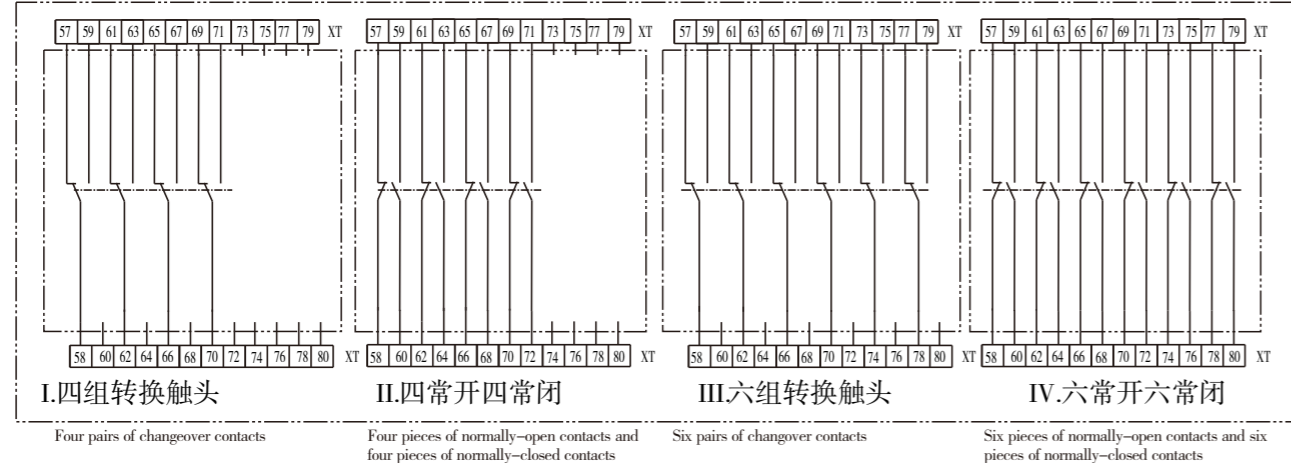 57 59 61 63 65 67 69 71 73 75 77 79 XT
58 60 62 64 66 68 70 72 74 76 78 80 XT
I.四组转换触头
Four pairs of changeover contacts
57 59 61 63 65 67 69 71 73 75 77 79 XT
58 60 62 64 66 68 70 72 74 76 78 80 XT
II.四常开四常闭
Four pieces of normally-open contacts and
four pieces of normally-closed contacts
57 59 61 63 65 67 69 71 73 75 77 79 XT
58 60 62 64 66 68 70 72 74 76 78 80 XT
III.六组转换触头
Six pairs of changover contacts
57 59 61 63 65 67 69 71 73 75 77 79 XT
58 60 62 64 66 68 70 72 74 76 78 80 XT
IV.六常开六常闭
Six pieces of normally-open contacts and six
pieces of normally-closed contacts